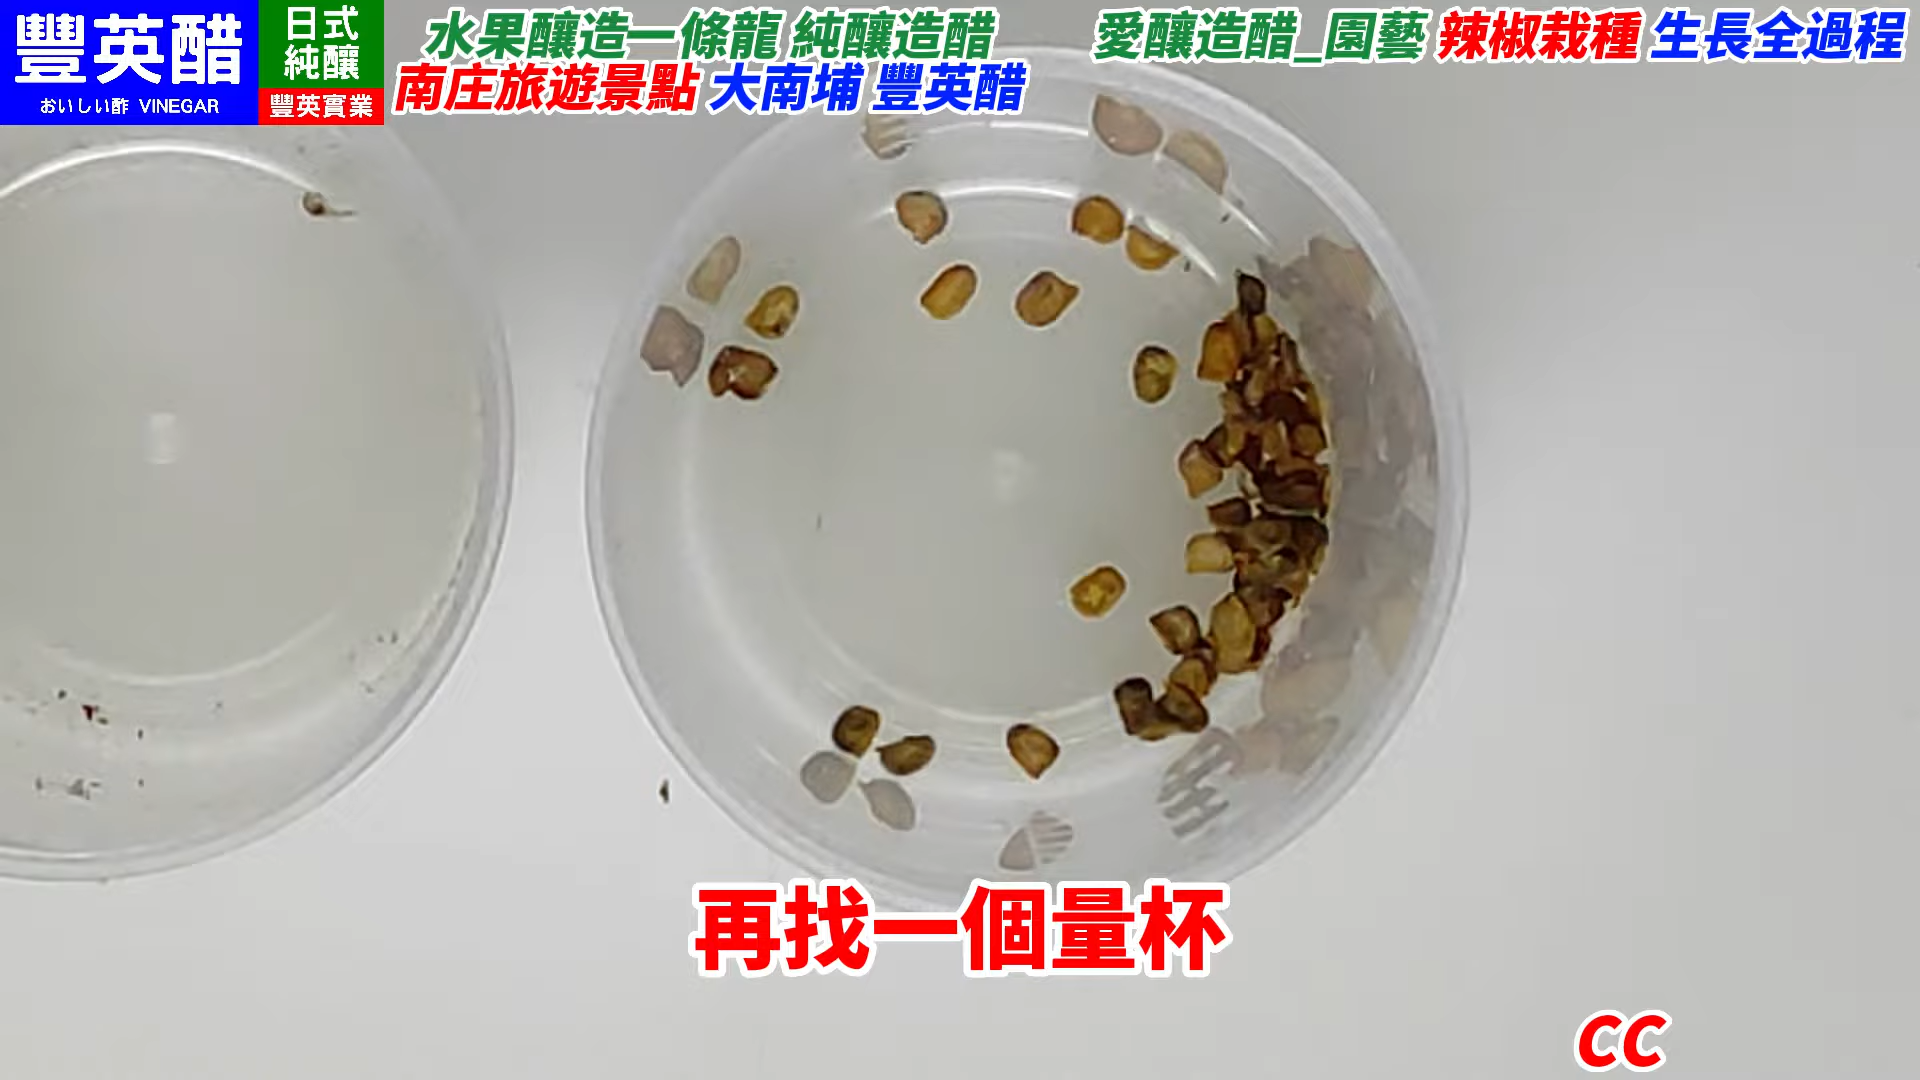 豐英醋
おいしい酢 VINEGAR
日式
純釀
豐英實業
水果釀造一條龍 純釀造醋
南庄旅遊景點 大南埔 豐英醋
愛釀造醋_園藝 辣椒栽種 生長全過程
再找一個量杯
CC